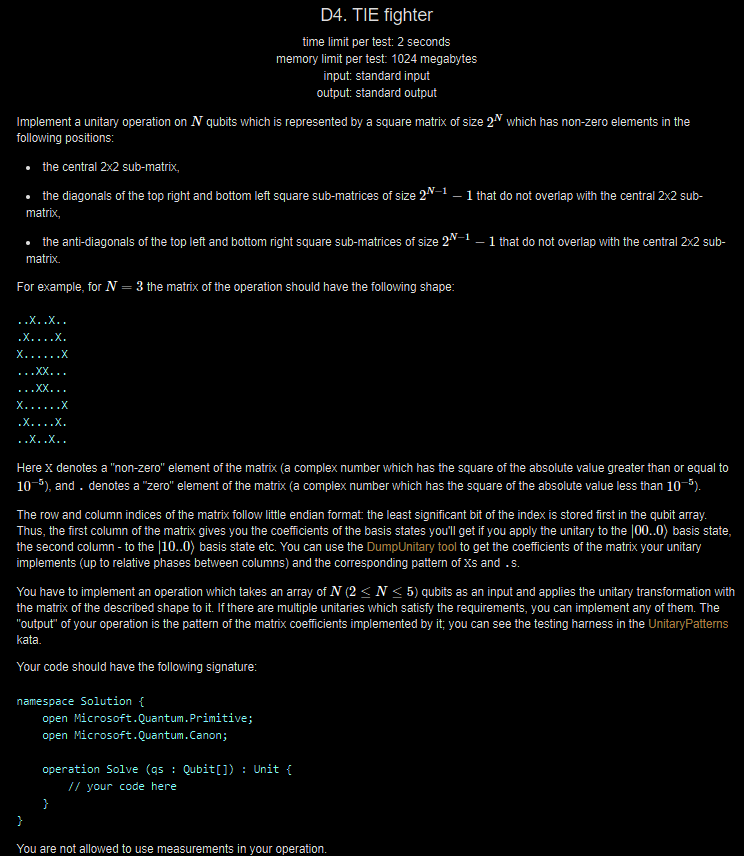 D4. TIE fighter
time limit per test: 2 seconds
memory limit per test: 1024 megabytes
input: standard input
output: standard output
Implement a unitary operation on N qubits which is represented by a square matrix of size 2^N which has non-zero elements in the
following positions:
• the central 2x2 sub-matrix,
• the diagonals of the top right and bottom left square sub-matrices of size 2^{N-1} − 1 that do not overlap with the central 2x2 sub-
matrix,
• the anti-diagonals of the top left and bottom right square sub-matrices of size 2^{N-1} − 1 that do not overlap with the central 2x2 sub-
matrix.
For example, for N = 3 the matrix of the operation should have the following shape:
..X..X..
.X....X.
X......X
...XX...
...XX...
X......X
.X....X.
..X..X..
Here X denotes a "non-zero" element of the matrix (a complex number which has the square of the absolute value greater than or equal to
10^{-5}), and . denotes a "zero" element of the matrix (a complex number which has the square of the absolute value less than 10^{-5}).
The row and column indices of the matrix follow little endian format: the least significant bit of the index is stored first in the qubit array.
Thus, the first column of the matrix gives you the coefficients of the basis states you'll get if you apply the unitary to the |00..0⟩ basis state,
the second column - to the |10..0⟩ basis state etc. You can use the DumpUnitary tool to get the coefficients of the matrix your unitary
implements (up to relative phases between columns) and the corresponding pattern of Xs and .s.
You have to implement an operation which takes an array of N (2 ≤ N ≤ 5) qubits as an input and applies the unitary transformation with
the matrix of the described shape to it. If there are multiple unitaries which satisfy the requirements, you can implement any of them. The
"output" of your operation is the pattern of the matrix coefficients implemented by it; you can see the testing harness in the UnitaryPatterns
kata.
Your code should have the following signature:
namespace Solution {
    open Microsoft.Quantum.Primitive;
    open Microsoft.Quantum.Canon;
    operation Solve (qs : Qubit[]) : Unit {
        // your code here
    }
}
You are not allowed to use measurements in your operation.